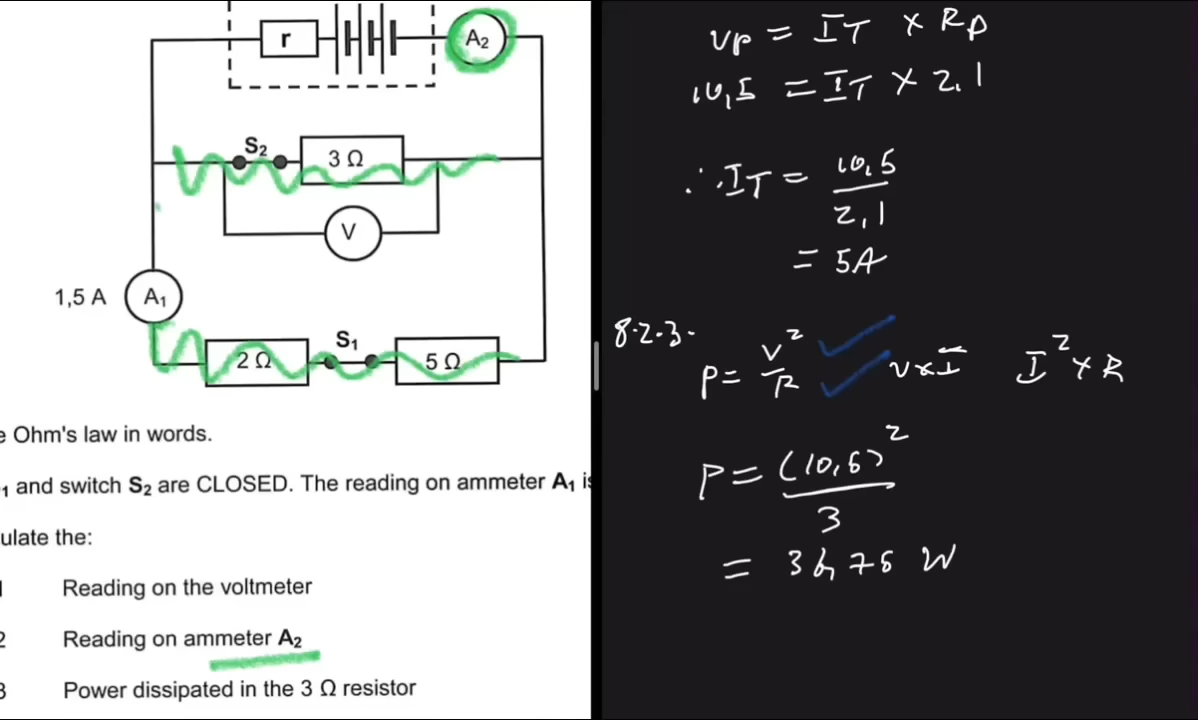 r
A2
S2
3 Ω
V
1,5 A
A1
S1
2 Ω
5 Ω
e Ohm's law in words.
1 and switch S2 are CLOSED. The reading on ammeter A1 is
ulate the:
1 Reading on the voltmeter
2 Reading on ammeter A2
3 Power dissipated in the 3 Ω resistor
Vp = IT × Rp
10,5 = IT × 2,1
∴ IT = 10,5 / 2,1
= 5A
8.2.3.
P = V² / R V×I I² × R
P = (10,5)² / 3
= 36,75 W